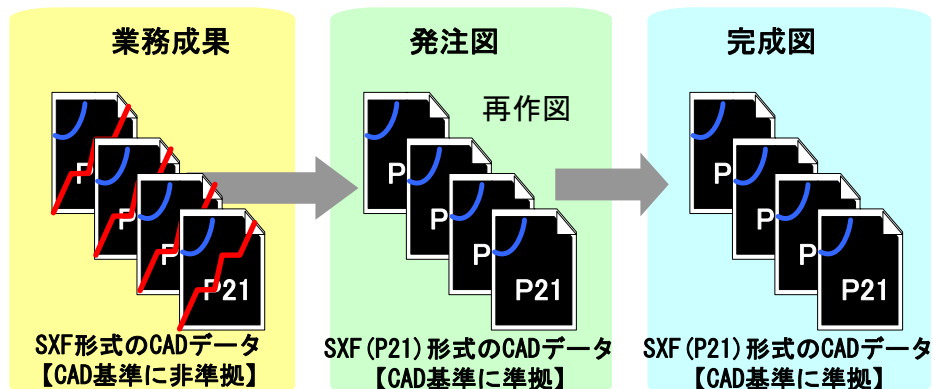 業務成果
発注図
完成図
再作図
P
P
P
P21
P
P
P
P21
P
P
P
P21
SXF形式のCADデータ
【CAD基準に非準拠】
SXF(P21)形式のCADデータ
【CAD基準に準拠】
SXF(P21)形式のCADデータ
【CAD基準に準拠】